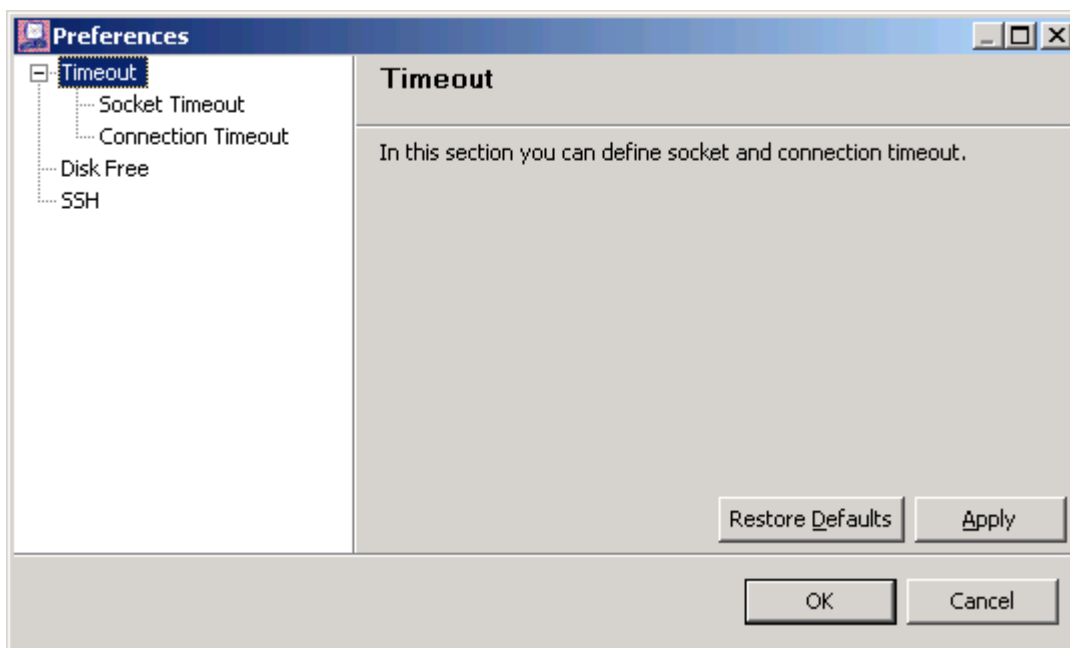 Preferences
Timeout
Socket Timeout
Connection Timeout
Disk Free
SSH
Timeout
In this section you can define socket and connection timeout.
Restore Defaults
Apply
OK
Cancel